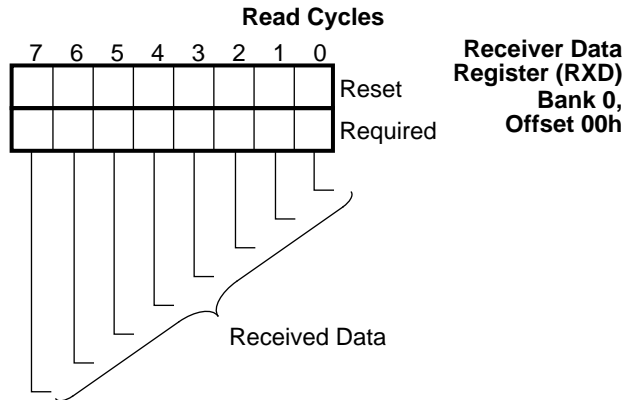 Read Cycles
7 6 5 4 3 2 1 0
Reset
Required
Receiver Data
Register (RXD)
Bank 0,
Offset 00h
Received Data